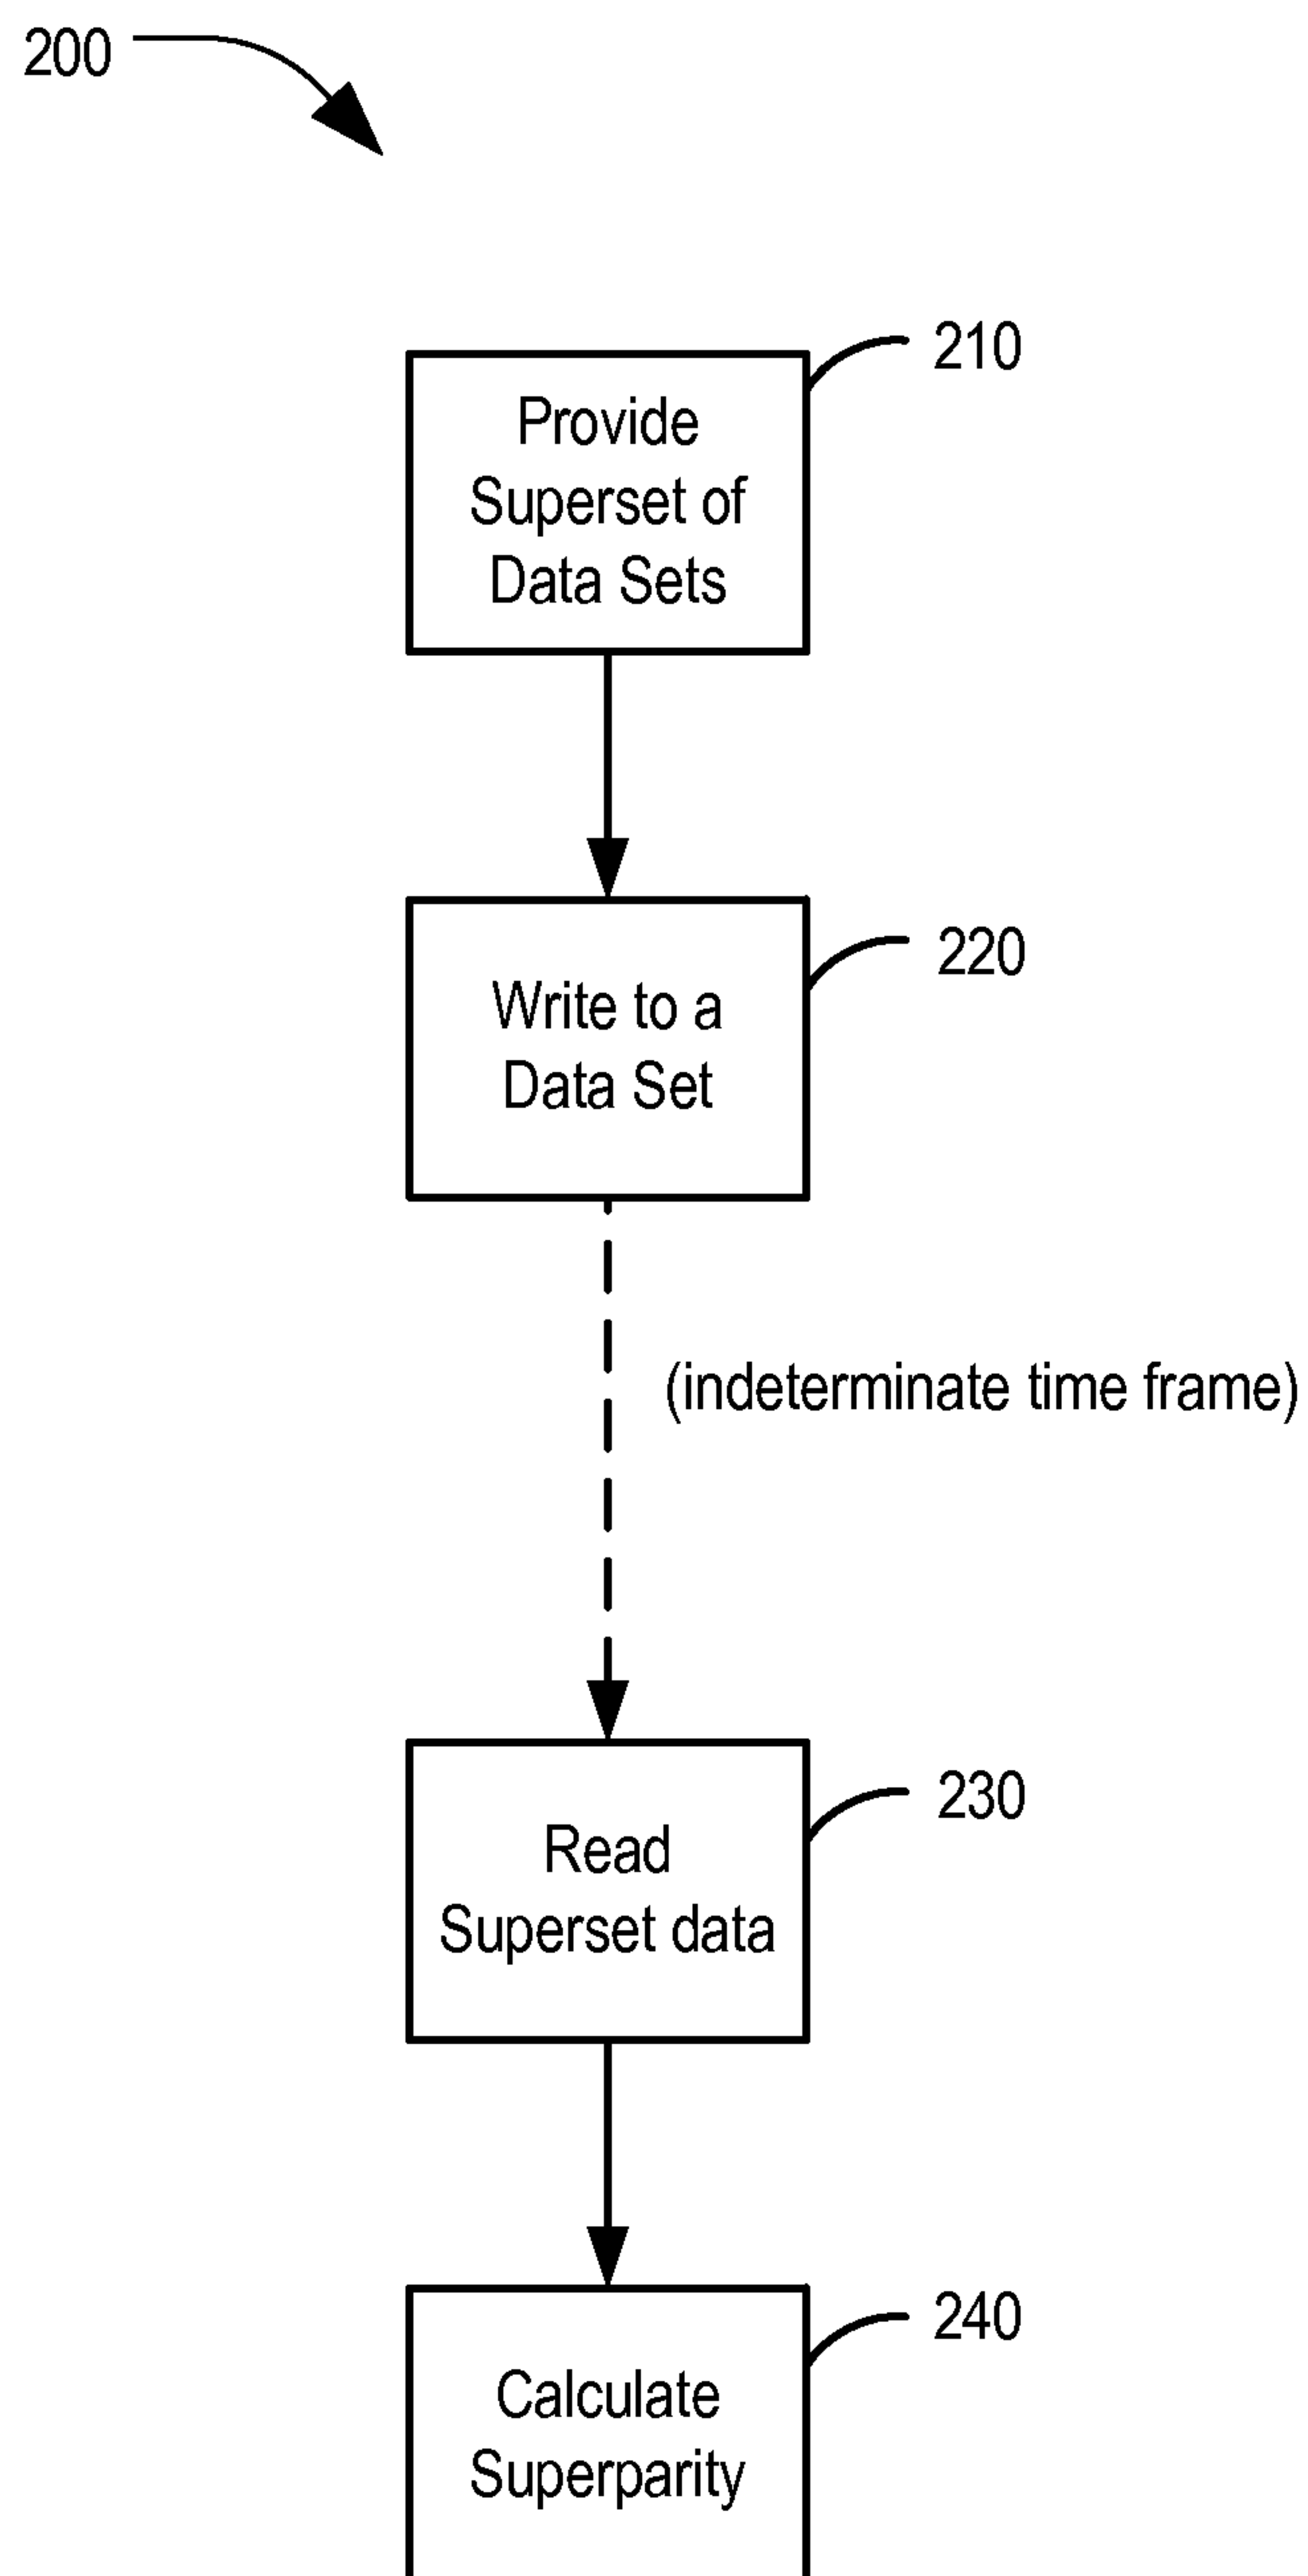 200
210
Provide
Superset of
Data Sets
220
Write to a
Data Set
(indeterminate time frame)
230
Read
Superset data
240
Calculate
Superparity